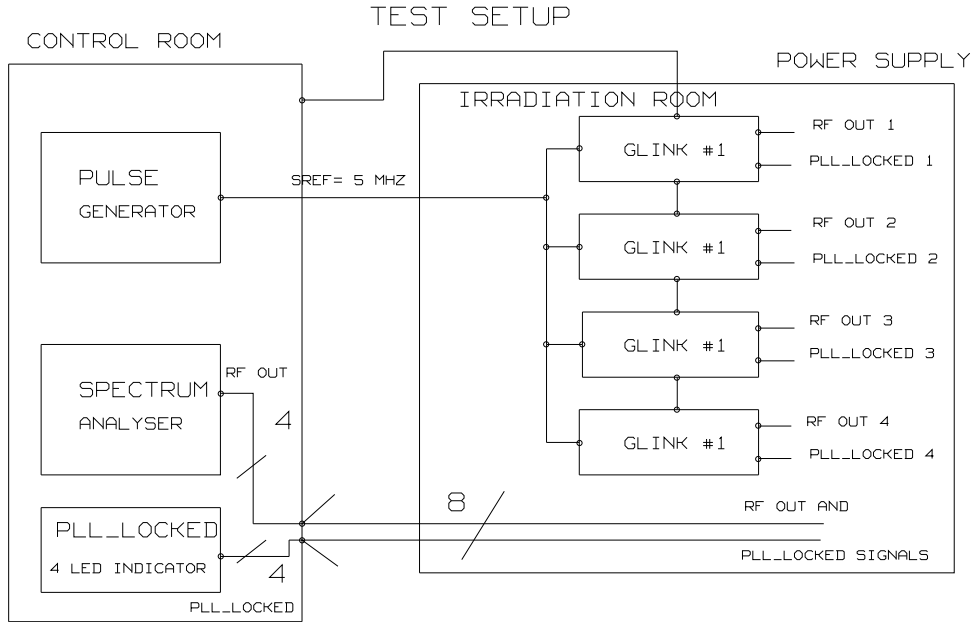 TEST SETUP
CONTROL ROOM
POWER SUPPLY
IRRADIATION ROOM
PULSE
GENERATOR
SREF= 5 MHZ
GLINK #1
RF OUT 1
PLL_LOCKED 1
GLINK #1
RF OUT 2
PLL_LOCKED 2
GLINK #1
RF OUT 3
PLL_LOCKED 3
GLINK #1
RF OUT 4
PLL_LOCKED 4
SPECTRUM
ANALYSER
RF OUT
4
8
RF OUT AND
PLL_LOCKED SIGNALS
PLL_LOCKED
4 LED INDICATOR
4
PLL_LOCKED